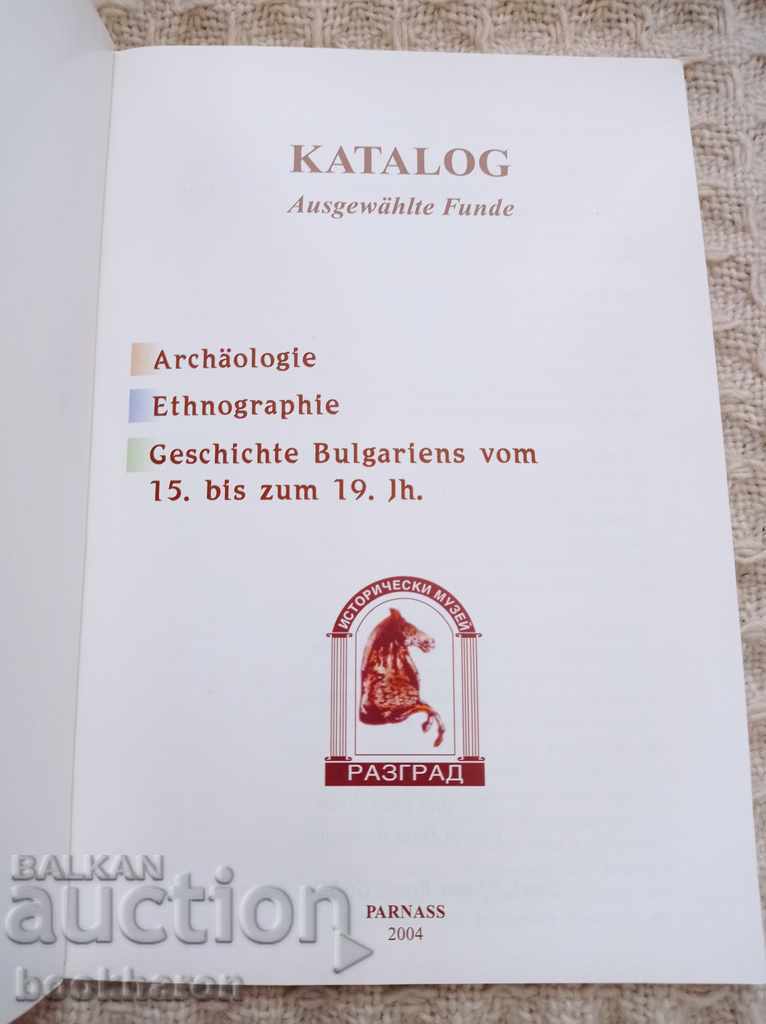 KATALOG
Ausgewählte Funde
Archäologie
Ethnographie
Geschichte Bulgariens vom
15. bis zum 19. Jh.
ИСТОРИЧЕСКИ МУЗЕЙ
РАЗГРАД
PARNASS
2004
BALKAN
auction
bookharon